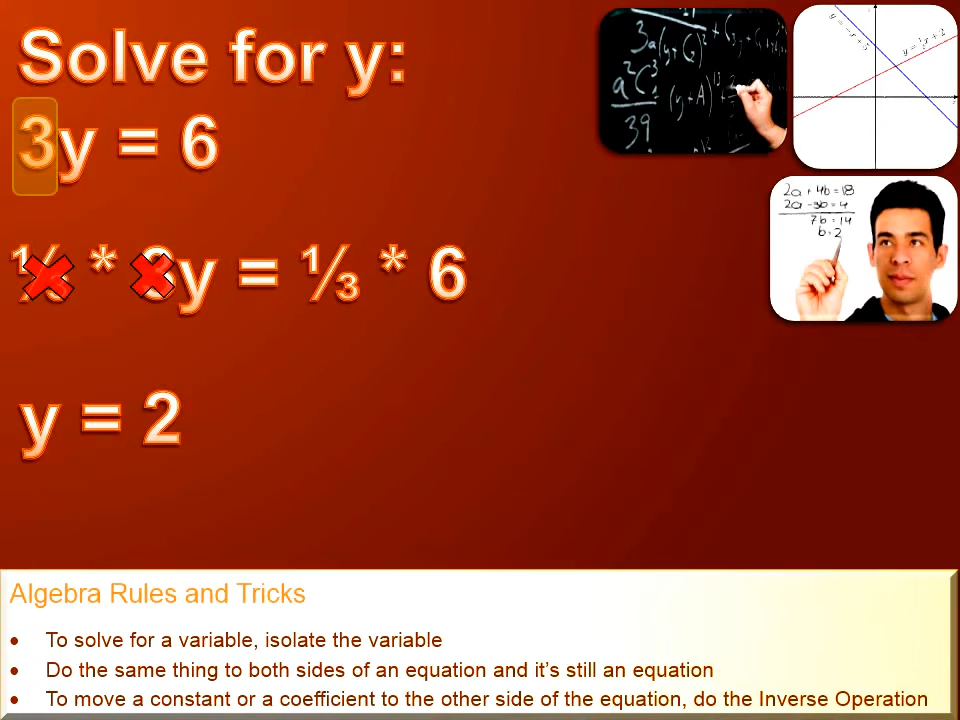 Solve for y:
3y = 6
⅓ * 3y = ⅓ * 6
y = 2
2a + 4b = 18
2a - 3b = 4
7b = 14
b = 2
Algebra Rules and Tricks
• To solve for a variable, isolate the variable
• Do the same thing to both sides of an equation and it's still an equation
• To move a constant or a coefficient to the other side of the equation, do the Inverse Operation